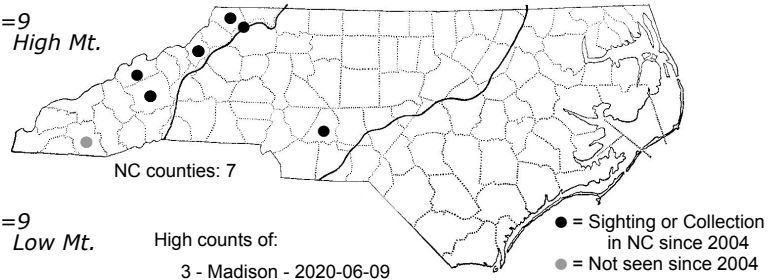 =9
High Mt.
NC counties: 7
=9
Low Mt.
High counts of:
3 - Madison - 2020-06-09
= Sighting or Collection
in NC since 2004
= Not seen since 2004